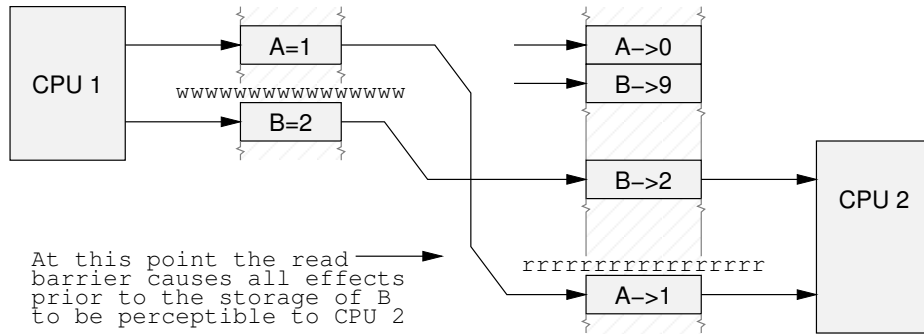 A=1
A−>0
CPU 1
B−>9
wwwwwwwwwwwwwwww
B=2
B−>2
CPU 2
At this point the read
barrier causes all effects
prior to the storage of B
to be perceptible to CPU 2
rrrrrrrrrrrrrrrrr
A−>1